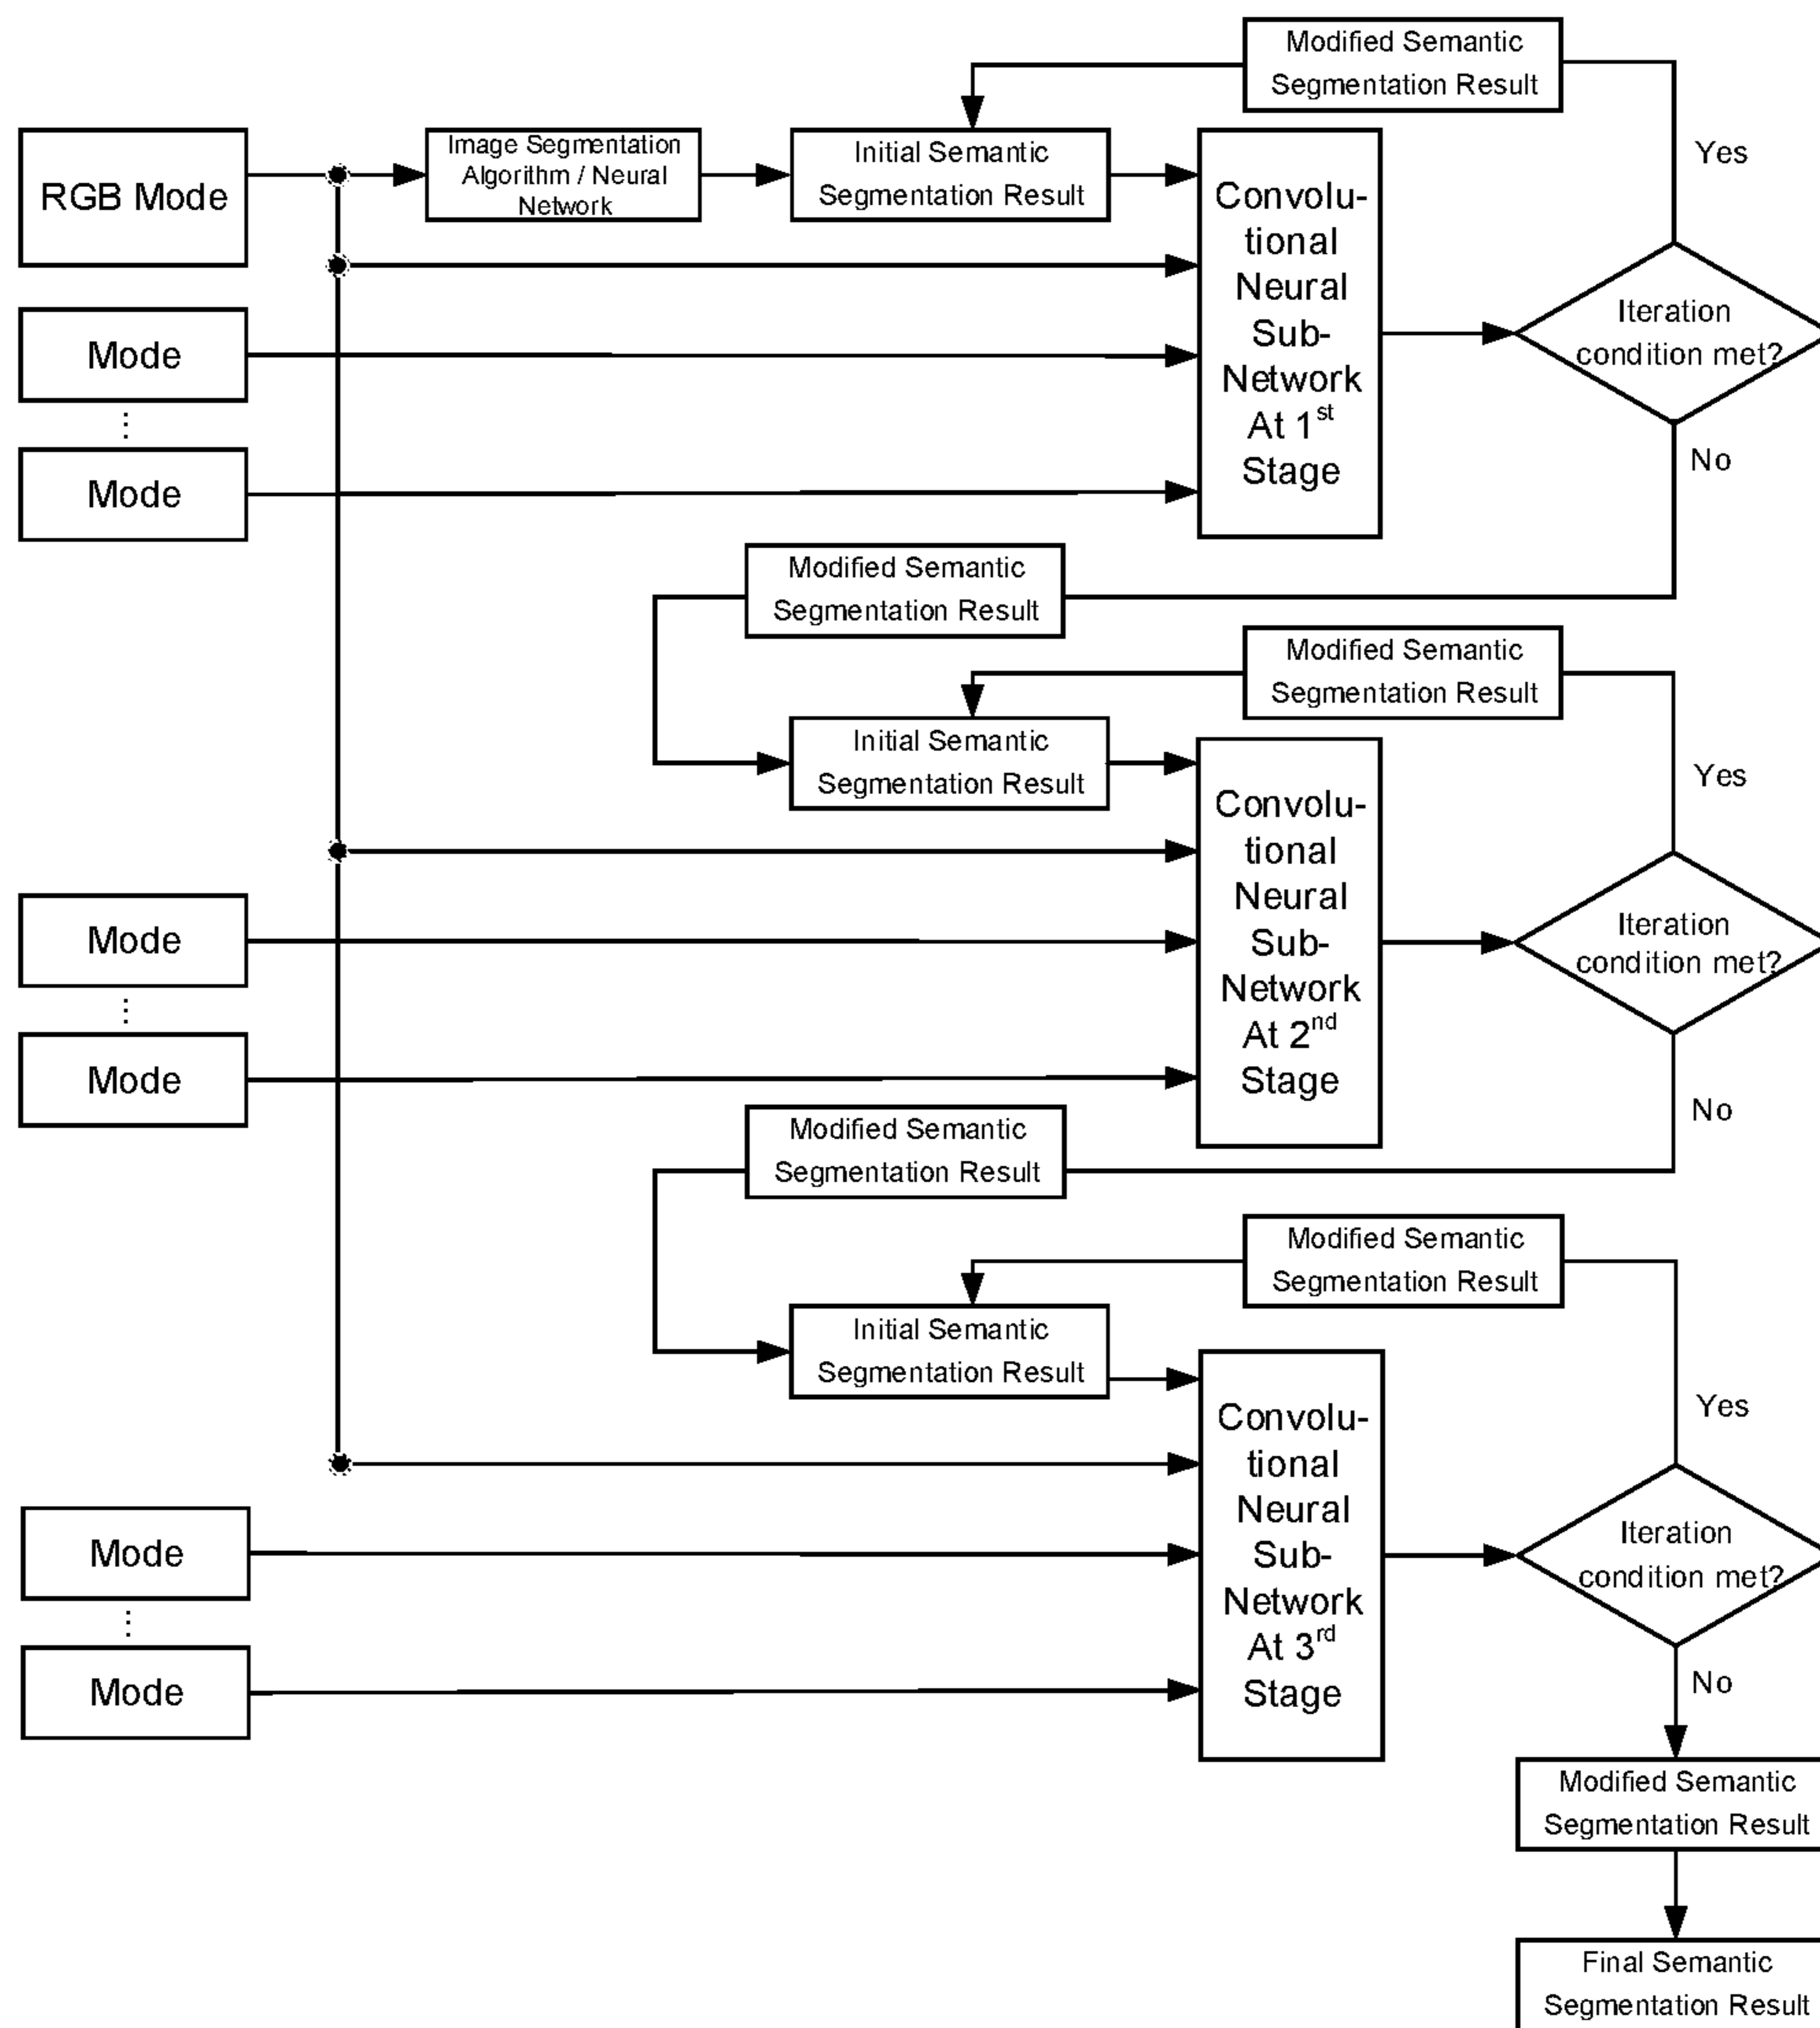 Modified Semantic
Segmentation Result
RGB Mode
Image Segmentation
Algorithm / Neural
Network
Initial Semantic
Segmentation Result
Convolu-
tional
Neural
Sub-
Network
At 1st
Stage
Yes
Iteration
condition met?
No
Mode
⋮
Mode
Modified Semantic
Segmentation Result
Modified Semantic
Segmentation Result
Initial Semantic
Segmentation Result
Convolu-
tional
Neural
Sub-
Network
At 2nd
Stage
Yes
Iteration
condition met?
No
Mode
⋮
Mode
Modified Semantic
Segmentation Result
Modified Semantic
Segmentation Result
Initial Semantic
Segmentation Result
Convolu-
tional
Neural
Sub-
Network
At 3rd
Stage
Yes
Iteration
condition met?
No
Mode
⋮
Mode
Modified Semantic
Segmentation Result
Final Semantic
Segmentation Result